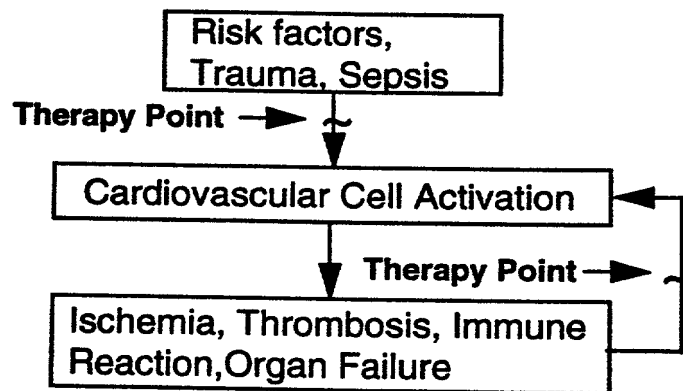 Risk factors,
Trauma, Sepsis
Therapy Point
Cardiovascular Cell Activation
Therapy Point
Ischemia, Thrombosis, Immune
Reaction,Organ Failure